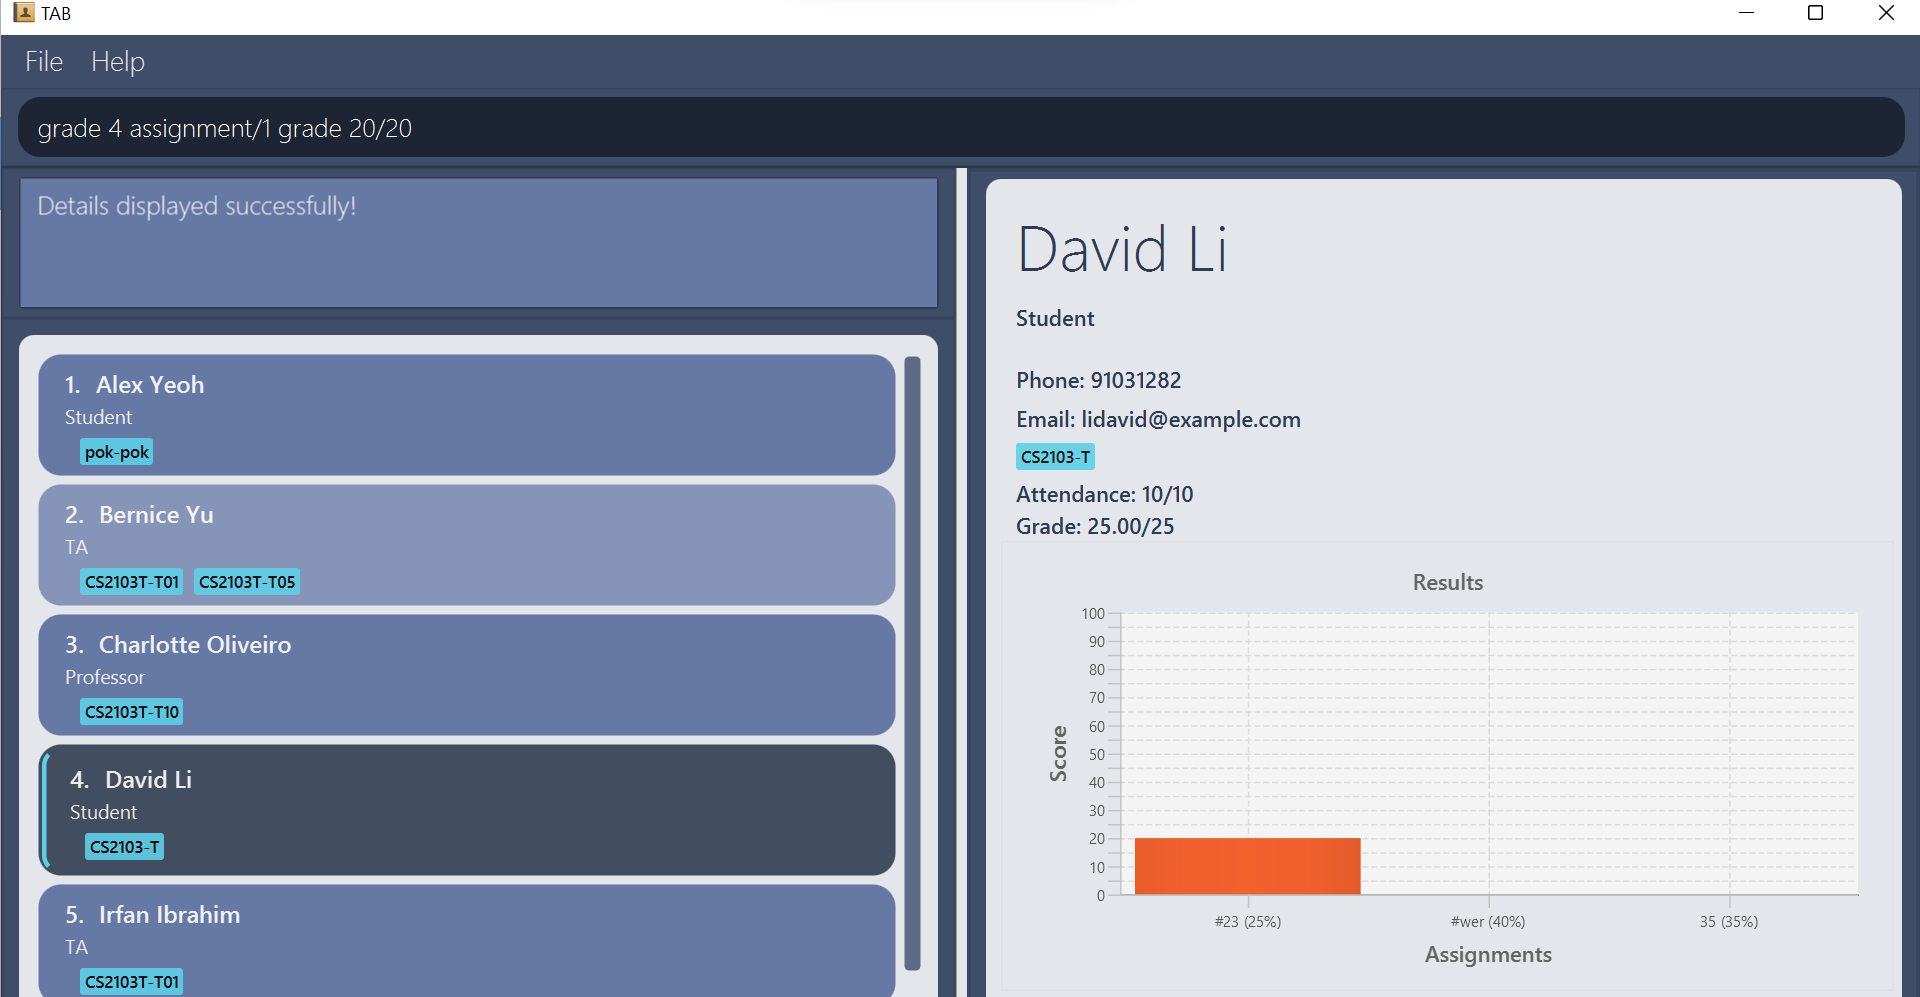 TAB
File Help
grade 4 assignment/1 grade 20/20
Details displayed successfully!
1. Alex Yeoh
Student
pok-pok
2. Bernice Yu
TA
CS2103T-T01 CS2103T-T05
3. Charlotte Oliveiro
Professor
CS2103T-T10
4. David Li
Student
CS2103-T
5. Irfan Ibrahim
TA
CS2103T-T01
David Li
Student
Phone: 91031282
Email: lidavid@example.com
CS2103-T
Attendance: 10/10
Grade: 25.00/25
Results
100
90
80
70
60
50
40
30
20
10
0
Score
#23 (25%) #wer (40%) 35 (35%)
Assignments